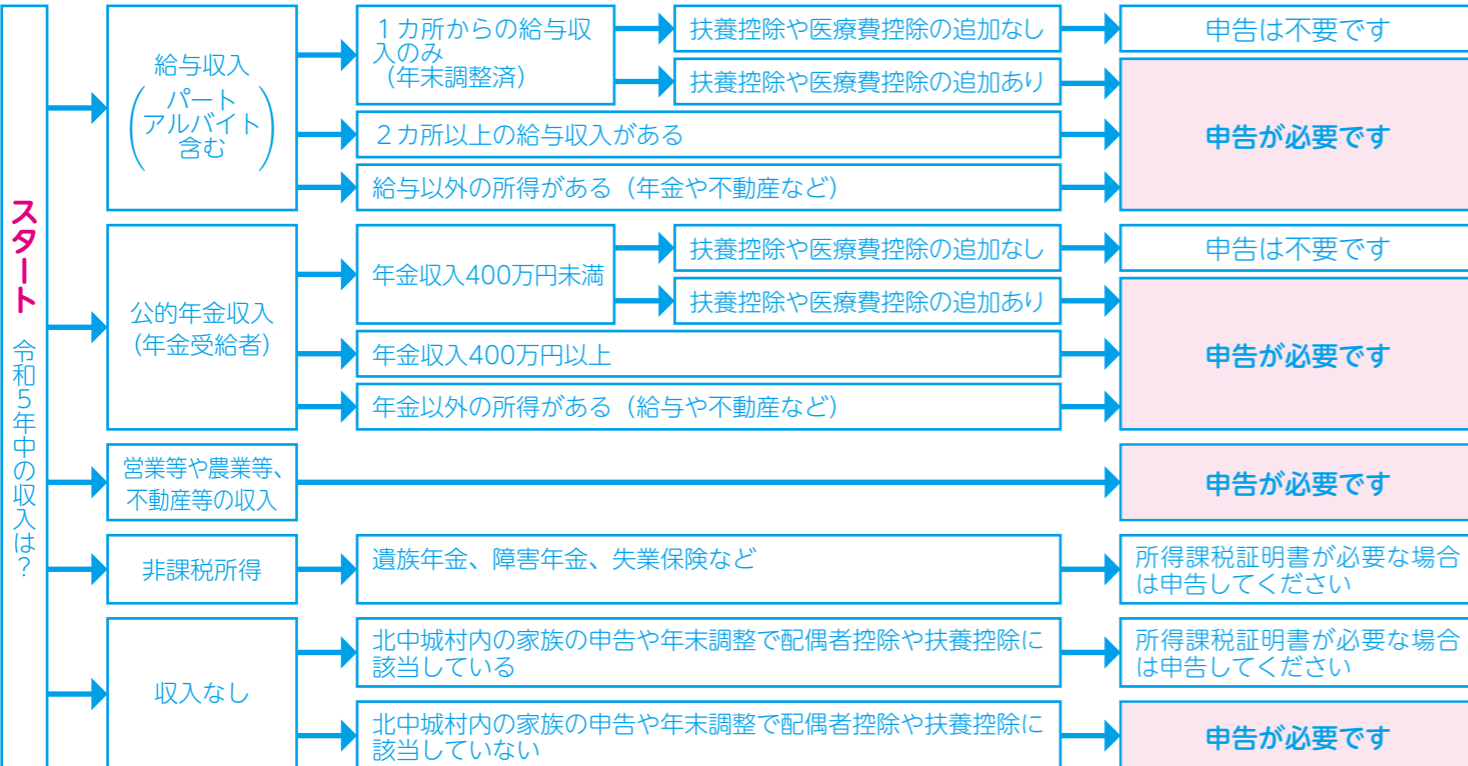 スタート 令和5年中の収入は?
給与収入
(パート
アルバイト
含む)
1カ所からの給与収
入のみ
(年末調整済)
扶養控除や医療費控除の追加なし
申告は不要です
扶養控除や医療費控除の追加あり
2カ所以上の給与収入がある
給与以外の所得がある(年金や不動産など)
申告が必要です
公的年金収入
(年金受給者)
年金収入400万円未満
扶養控除や医療費控除の追加なし
申告は不要です
扶養控除や医療費控除の追加あり
年金収入400万円以上
年金以外の所得がある(給与や不動産など)
申告が必要です
営業等や農業等、
不動産等の収入
申告が必要です
非課税所得
遺族年金、障害年金、失業保険など
所得課税証明書が必要な場合
は申告してください
収入なし
北中城村内の家族の申告や年末調整で配偶者控除や扶養控除に
該当している
所得課税証明書が必要な場合
は申告してください
北中城村内の家族の申告や年末調整で配偶者控除や扶養控除に
該当していない
申告が必要です